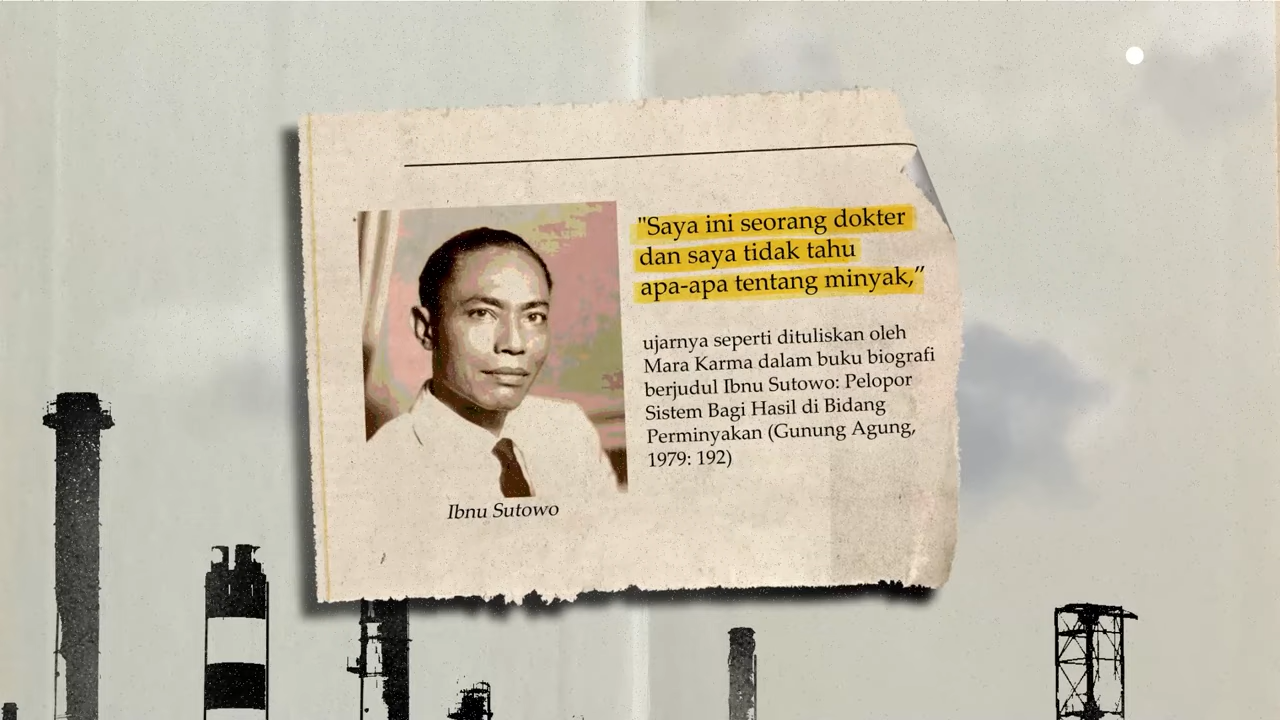 "Saya ini seorang dokter
dan saya tidak tahu
apa-apa tentang minyak,”
ujarnya seperti dituliskan oleh
Mara Karma dalam buku biografi
berjudul Ibnu Sutowo: Pelopor
Sistem Bagi Hasil di Bidang
Perminyakan (Gunung Agung,
1979: 192)
Ibnu Sutowo